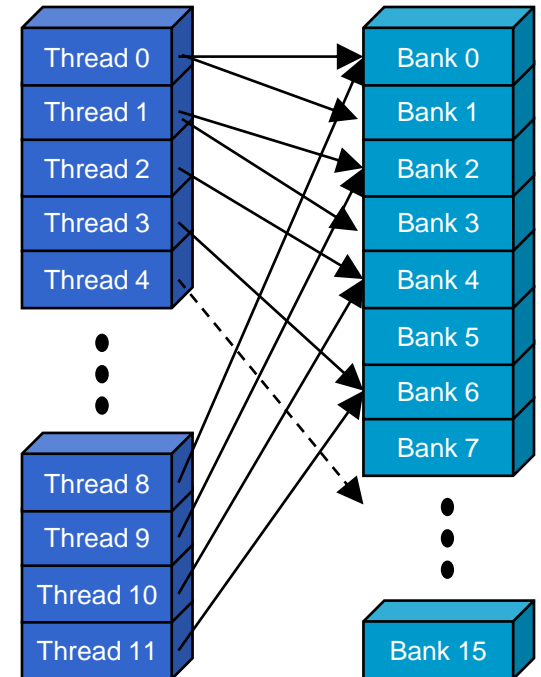 Thread 0
Thread 1
Thread 2
Thread 3
Thread 4
Thread 8
Thread 9
Thread 10
Thread 11
Bank 0
Bank 1
Bank 2
Bank 3
Bank 4
Bank 5
Bank 6
Bank 7
Bank 15